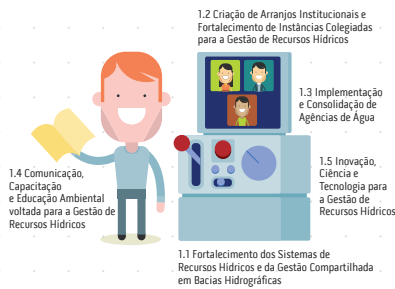 1.2 Criação de Arranjos Institucionais e
Fortalecimento de Instâncias Colegiadas
para a Gestão de Recursos Hídricos
1.3 Implementação
e Consolidação de
Agências de Água
1.4 Comunicação,
Capacitação
e Educação Ambiental
voltada para a Gestão de
Recursos Hídricos
1.5 Inovação,
Ciência e
Tecnologia para
a Gestão de
Recursos Hídricos
1.1 Fortalecimento dos Sistemas de
Recursos Hídricos e da Gestão Compartilhada
em Bacias Hidrográficas